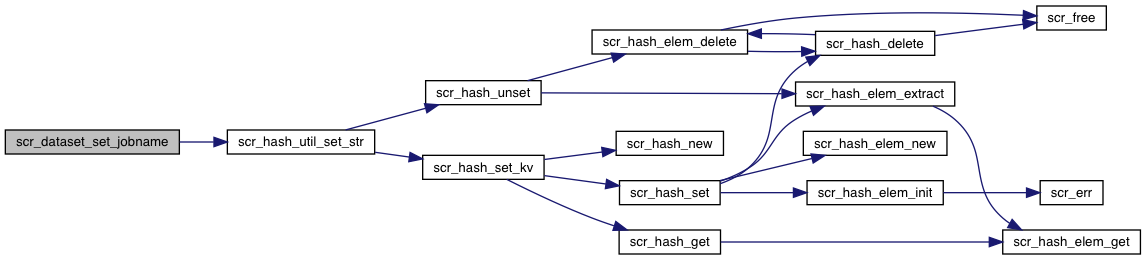 scr_dataset_set_jobname
scr_hash_util_set_str
scr_hash_unset
scr_hash_set_kv
scr_hash_elem_delete
scr_hash_new
scr_hash_set
scr_hash_get
scr_hash_delete
scr_hash_elem_extract
scr_hash_elem_new
scr_hash_elem_init
scr_free
scr_err
scr_hash_elem_get